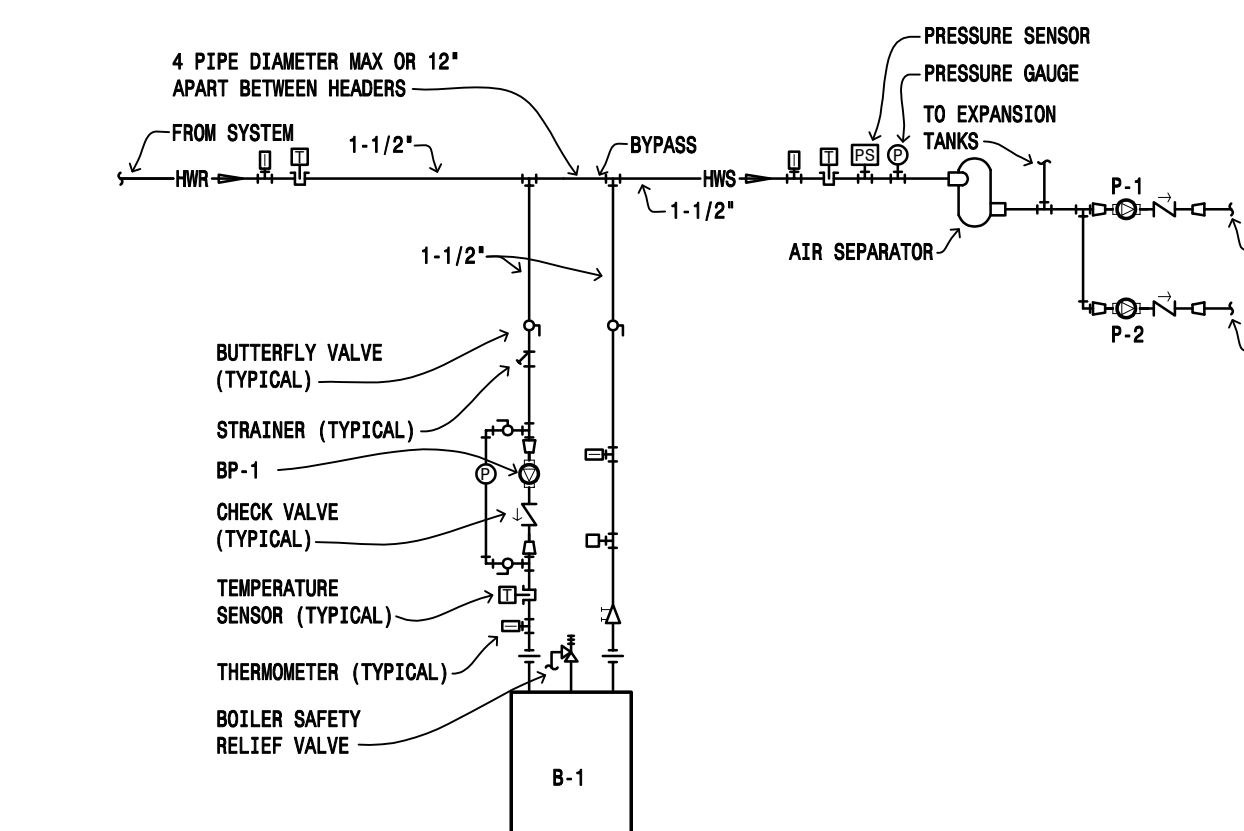 PRESSURE SENSOR
4 PIPE DIAMETER MAX OR 12"
APART BETWEEN HEADERS
PRESSURE GAUGE
TO EXPANSION
TANKS
FROM SYSTEM
1-1/2"
BYPASS
T
T
PS
P
HWR
HWS
1-1/2"
P-1
AIR SEPARATOR
1-1/2"
P-2
BUTTERFLY VALVE
(TYPICAL)
STRAINER (TYPICAL)
BP-1
P
CHECK VALVE
(TYPICAL)
TEMPERATURE
SENSOR (TYPICAL)
T
THERMOMETER (TYPICAL)
BOILER SAFETY
RELIEF VALVE
B-1